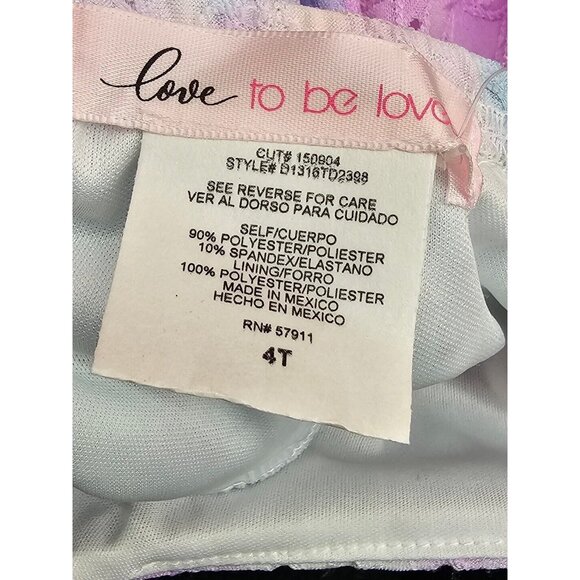 love to be love
CUT# 150904
STYLE# D1316TD2398
SEE REVERSE FOR CARE
VER AL DORSO PARA CUIDADO
SELF/CUERPO
90% POLYESTER/POLIESTER
10% SPANDEX/ELASTANO
LINING/FORRO
100% POLYESTER/POLIESTER
MADE IN MEXICO
HECHO EN MEXICO
RN# 57911
4T